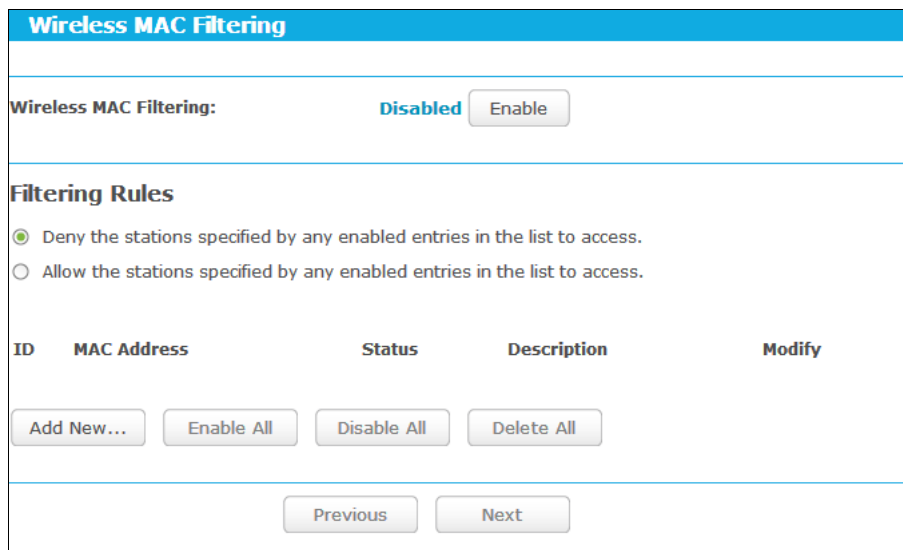 Wireless MAC Filtering
Wireless MAC Filtering: Disabled Enable
Filtering Rules
Deny the stations specified by any enabled entries in the list to access.
Allow the stations specified by any enabled entries in the list to access.
ID MAC Address Status Description Modify
Add New... Enable All Disable All Delete All
Previous Next